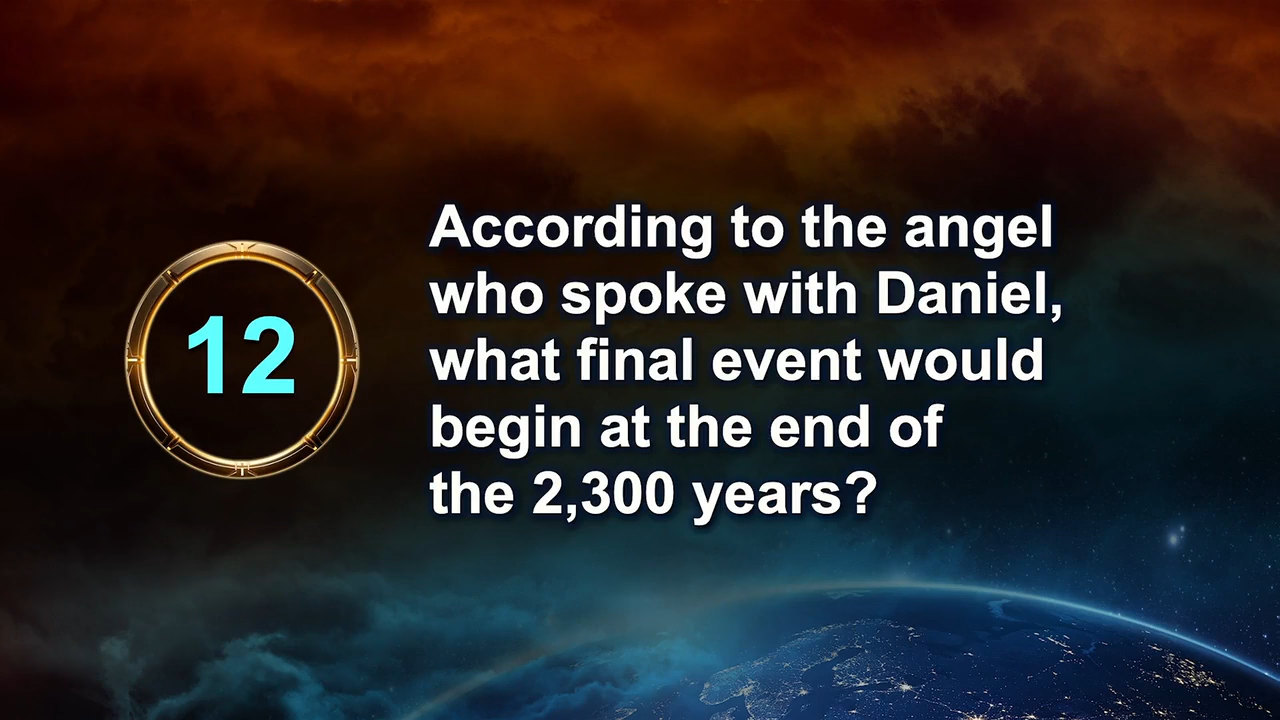 12
According to the angel
who spoke with Daniel,
what final event would
begin at the end of
the 2,300 years?